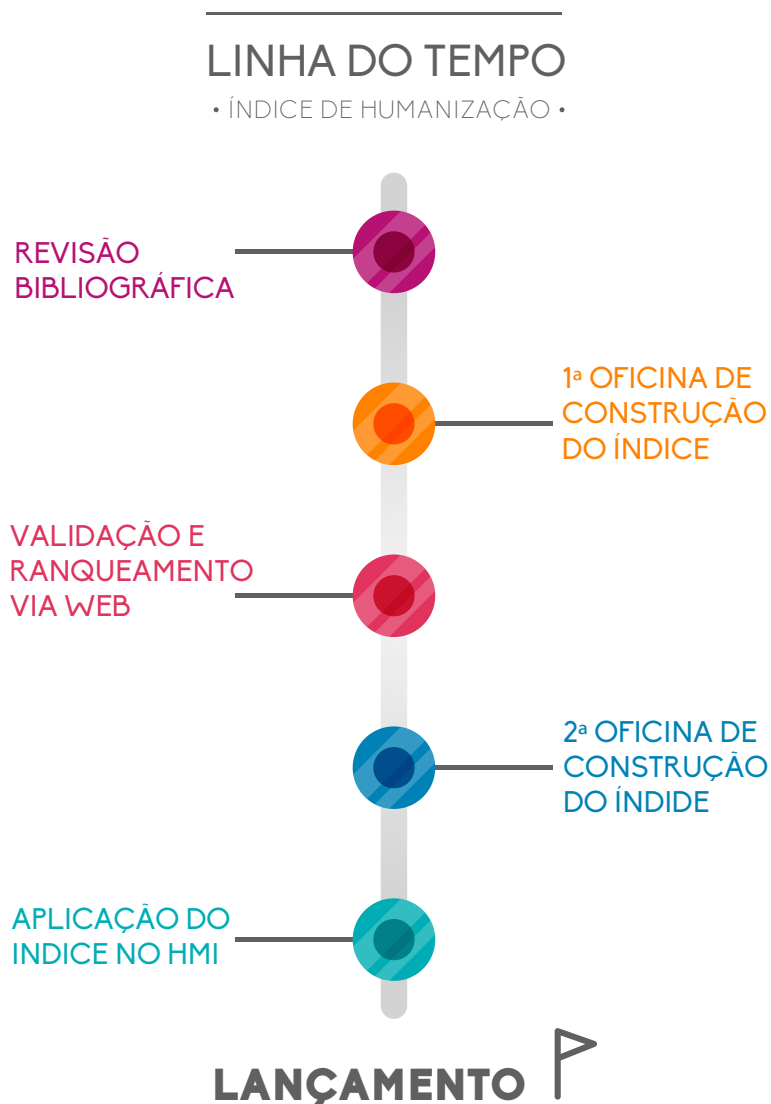 LINHA DO TEMPO
• ÍNDICE DE HUMANIZAÇÃO •
REVISÃO
BIBLIOGRÁFICA
1ª OFICINA DE
CONSTRUÇÃO
DO ÍNDICE
VALIDAÇÃO E
RANQUEAMENTO
VIA WEB
2ª OFICINA DE
CONSTRUÇÃO
DO ÍNDIDE
APLICAÇÃO DO
INDICE NO HMI
LANÇAMENTO